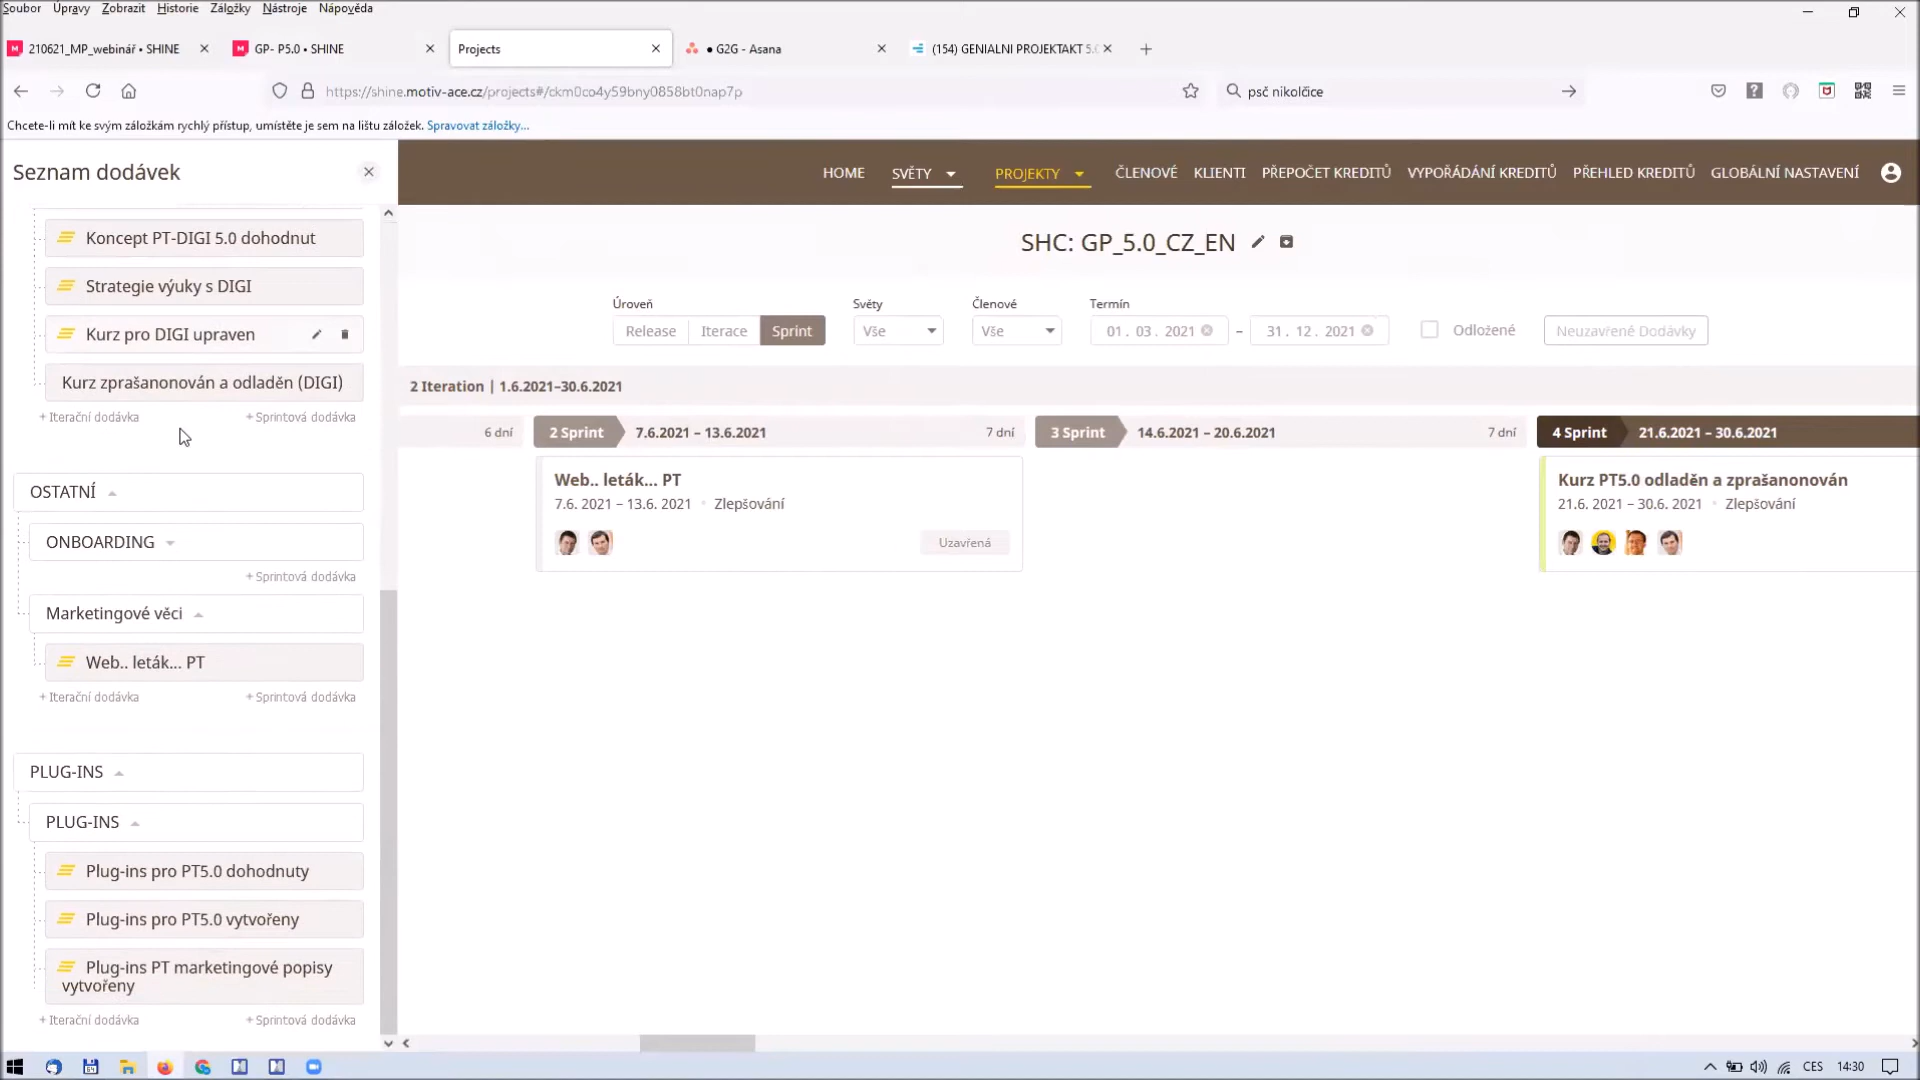 Soubor Úpravy Zobrazit Historie Záložky Nástroje Nápověda
210621_MP_webinář • SHINE
GP- P5.0 • SHINE
Projects
● G2G - Asana
(154) GENIALNI PROJEKTAKT 5.0
https://shine.motiv-ace.cz/projects#/ckm0co4y59bny0858bt0nap7p
psč nikolčice
Chcete-li mít ke svým záložkám rychlý přístup, umístěte je sem na lištu záložek. Spravovat záložky...
Seznam dodávek
HOME SVĚTY PROJEKTY ČLENOVÉ KLIENTI PŘEPOČET KREDITŮ VYPOŘÁDÁNÍ KREDITŮ PŘEHLED KREDITŮ GLOBÁLNÍ NASTAVENÍ
Koncept PT-DIGI 5.0 dohodnut
Strategie výuky s DIGI
Kurz pro DIGI upraven
Kurz zprašanonován a odladěn (DIGI)
+ Iterační dodávka + Sprintová dodávka
OSTATNÍ
ONBOARDING
+ Sprintová dodávka
Marketingové věci
Web.. leták... PT
+ Iterační dodávka + Sprintová dodávka
PLUG-INS
PLUG-INS
Plug-ins pro PT5.0 dohodnuty
Plug-ins pro PT5.0 vytvořeny
Plug-ins PT marketingové popisy
vytvořeny
+ Iterační dodávka + Sprintová dodávka
SHC: GP_5.0_CZ_EN
Úroveň Světy Členové Termín
Release Iterace Sprint Vše Vše 01 . 03 . 2021 – 31 . 12 . 2021 Odložené Neuzavřené Dodávky
2 Iteration | 1.6.2021–30.6.2021
6 dní 2 Sprint 7.6.2021 – 13.6.2021 7 dní 3 Sprint 14.6.2021 – 20.6.2021 7 dní 4 Sprint 21.6.2021 – 30.6.2021
Web.. leták... PT
7.6. 2021 – 13.6. 2021 • Zlepšování
Uzavřená
Kurz PT5.0 odladěn a zprašanonován
21.6. 2021 – 30.6. 2021 • Zlepšování
64
CES 14:30